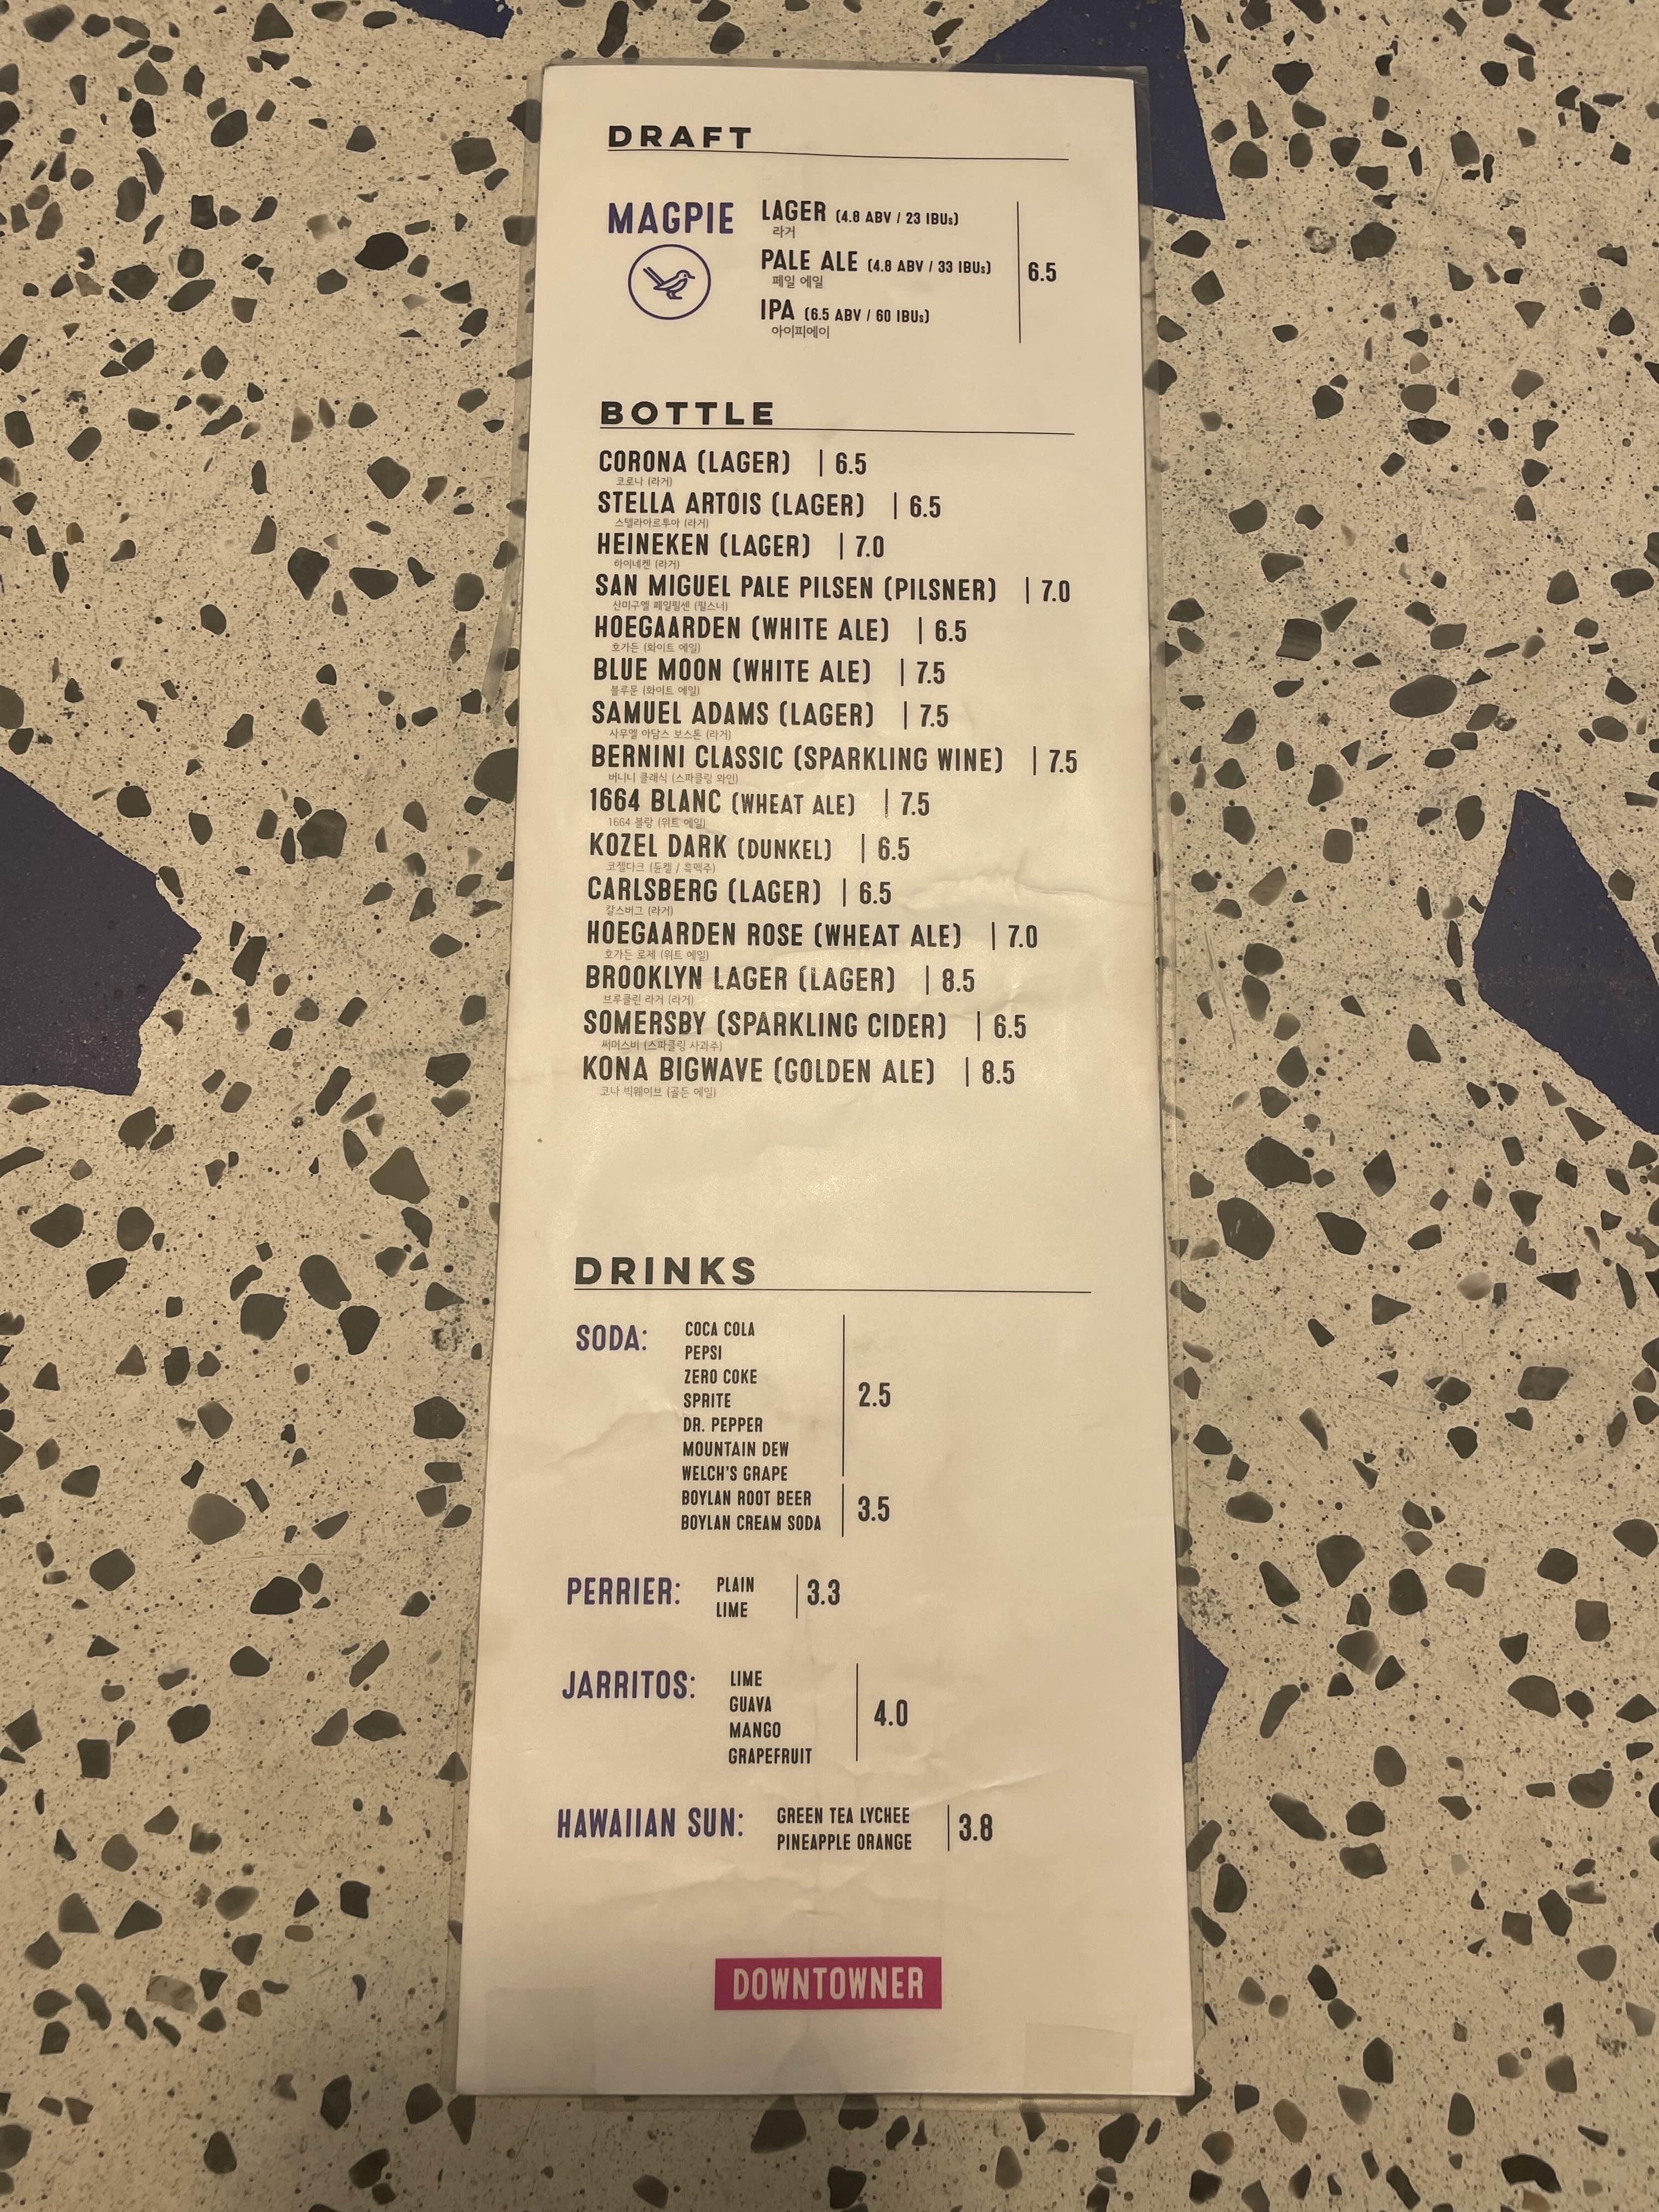 DRAFT
MAGPIE
LAGER (4.8 ABV / 23 IBUs)
라거
PALE ALE (4.8 ABV / 33 IBUs)
페일 에일
IPA (6.5 ABV / 60 IBUs)
아이피에이
6.5
BOTTLE
CORONA (LAGER) | 6.5
코로나 (라거)
STELLA ARTOIS (LAGER) | 6.5
스텔라아르투아 (라거)
HEINEKEN (LAGER) | 7.0
하이네켄 (라거)
SAN MIGUEL PALE PILSEN (PILSNER) | 7.0
산미구엘 페일필센 (필스너)
HOEGAARDEN (WHITE ALE) | 6.5
호가든 (화이트 에일)
BLUE MOON (WHITE ALE) | 7.5
블루문 (화이트 에일)
SAMUEL ADAMS (LAGER) | 7.5
사무엘 아담스 보스톤 (라거)
BERNINI CLASSIC (SPARKLING WINE) | 7.5
버니니 클래식 (스파클링 와인)
1664 BLANC (WHEAT ALE) | 7.5
1664 블랑 (위트 에일)
KOZEL DARK (DUNKEL) | 6.5
코젤다크 (둔켈 / 흑맥주)
CARLSBERG (LAGER) | 6.5
칼스버그 (라거)
HOEGAARDEN ROSE (WHEAT ALE) | 7.0
호가든 로제 (위트 에일)
BROOKLYN LAGER (LAGER) | 8.5
브루클린 라거 (라거)
SOMERSBY (SPARKLING CIDER) | 6.5
써머스비 (스파클링 사과주)
KONA BIGWAVE (GOLDEN ALE) | 8.5
코나 빅웨이브 (골든 에일)
DRINKS
SODA:
COCA COLA
PEPSI
ZERO COKE
SPRITE
DR. PEPPER
MOUNTAIN DEW
WELCH'S GRAPE
2.5
BOYLAN ROOT BEER
BOYLAN CREAM SODA
3.5
PERRIER:
PLAIN
LIME
3.3
JARRITOS:
LIME
GUAVA
MANGO
GRAPEFRUIT
4.0
HAWAIIAN SUN:
GREEN TEA LYCHEE
PINEAPPLE ORANGE
3.8
DOWNTOWNER